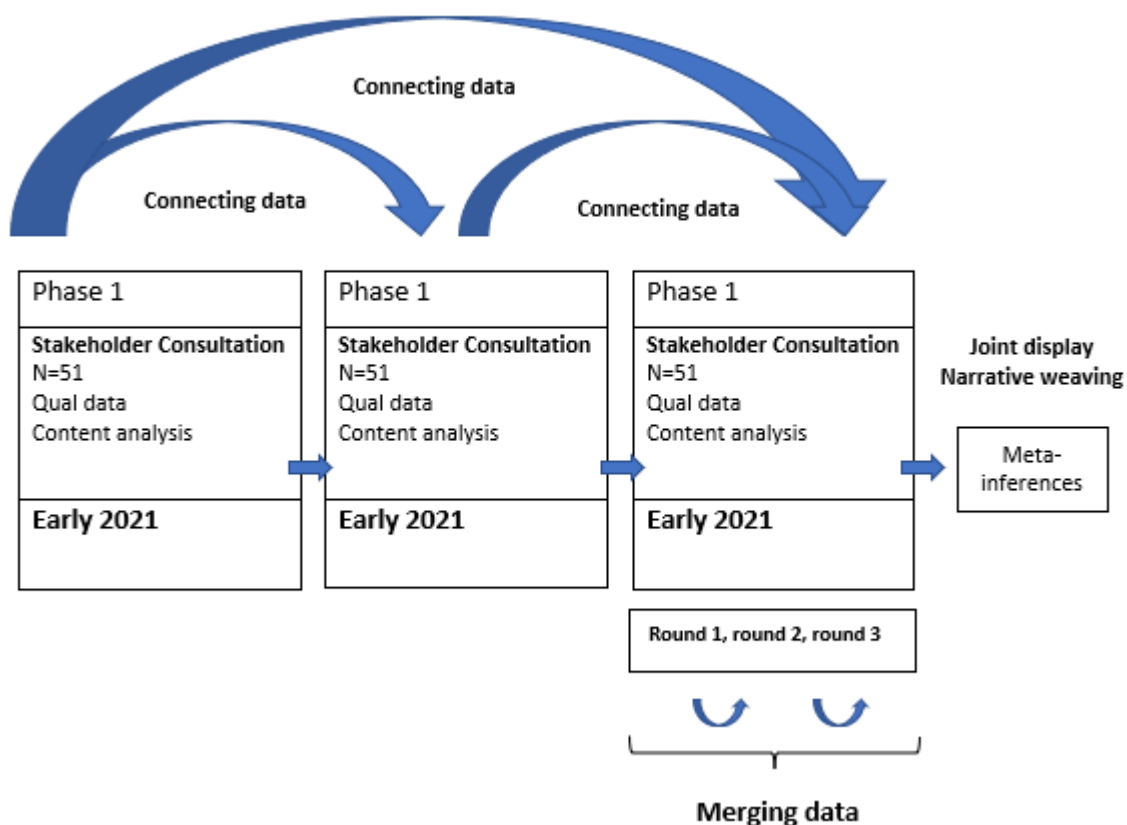 Connecting data
Connecting data
Connecting data
Phase 1
Stakeholder Consultation
N=51
Qual data
Content analysis
Early 2021
Phase 1
Stakeholder Consultation
N=51
Qual data
Content analysis
Early 2021
Phase 1
Stakeholder Consultation
N=51
Qual data
Content analysis
Early 2021
Joint display
Narrative weaving
Meta-
inferences
Round 1, round 2, round 3
Merging data